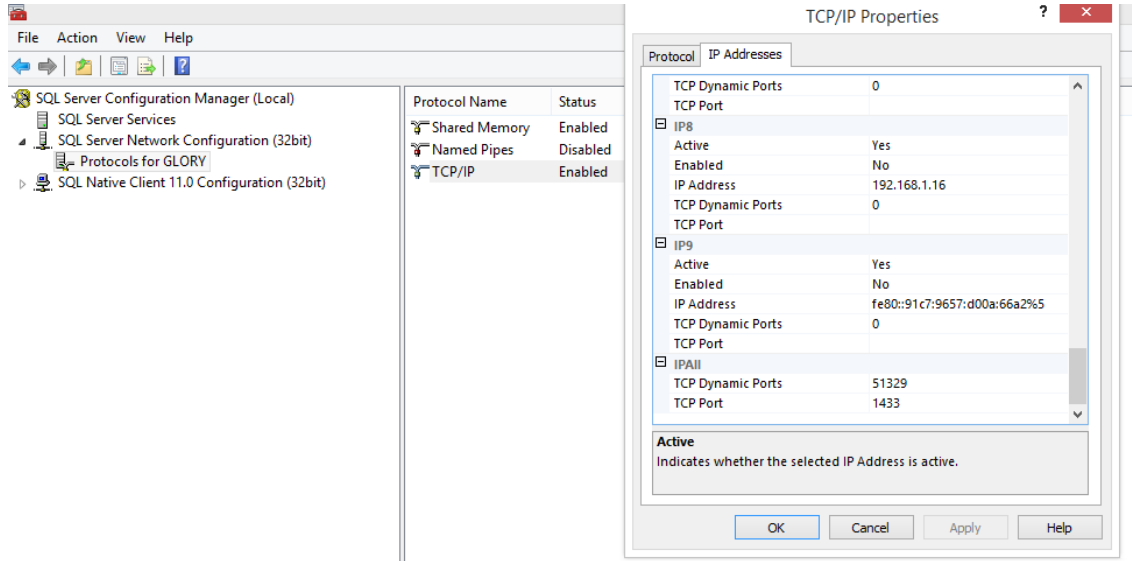 File Action View Help
SQL Server Configuration Manager (Local)
SQL Server Services
SQL Server Network Configuration (32bit)
Protocols for GLORY
SQL Native Client 11.0 Configuration (32bit)
Protocol Name Status
Shared Memory Enabled
Named Pipes Disabled
TCP/IP Enabled
TCP/IP Properties ? ×
Protocol IP Addresses
TCP Dynamic Ports 0
TCP Port
IP8
Active Yes
Enabled No
IP Address 192.168.1.16
TCP Dynamic Ports 0
TCP Port
IP9
Active Yes
Enabled No
IP Address fe80::91c7:9657:d00a:66a2%5
TCP Dynamic Ports 0
TCP Port
IPAll
TCP Dynamic Ports 51329
TCP Port 1433
Active
Indicates whether the selected IP Address is active.
OK Cancel Apply Help